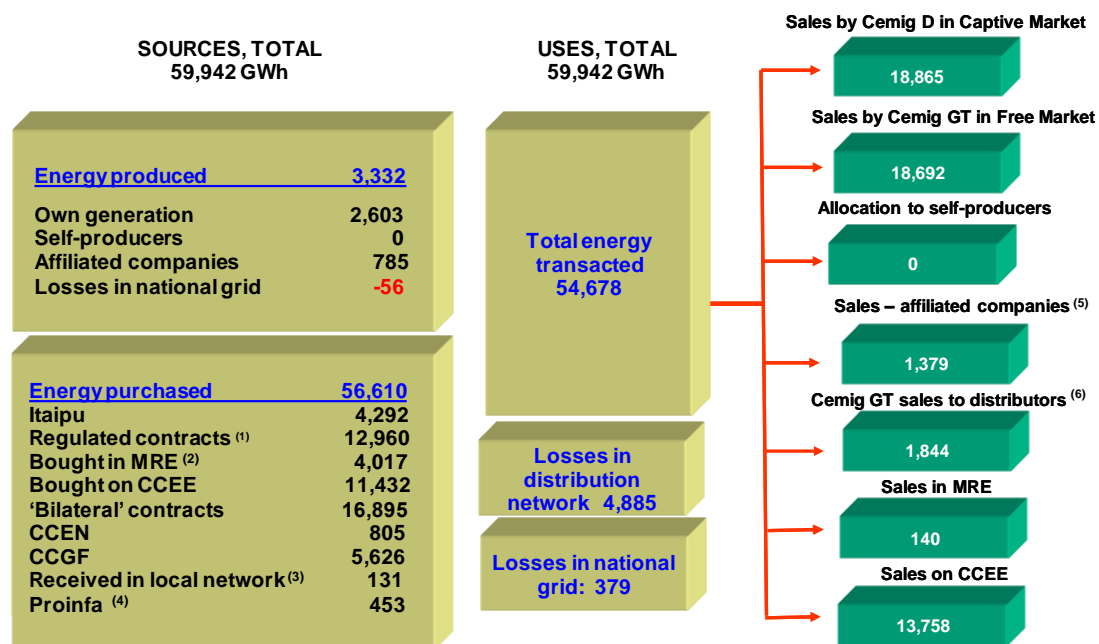 SOURCES, TOTAL
59,942 GWh
Energy produced 3,332
Own generation 2,603
Self-producers 0
Affiliated companies 785
Losses in national grid -56
Energy purchased 56,610
Itaipu 4,292
Regulated contracts (1) 12,960
Bought in MRE (2) 4,017
Bought on CCEE 11,432
‘Bilateral’ contracts 16,895
CCEN 805
CCGF 5,626
Received in local network (3) 131
Proinfa (4) 453
USES, TOTAL
59,942 GWh
Total energy
transacted
54,678
Losses in
distribution
network 4,885
Losses in national
grid: 379
Sales by Cemig D in Captive Market
18,865
Sales by Cemig GT in Free Market
18,692
Allocation to self-producers
0
Sales – affiliated companies (5)
1,379
Cemig GT sales to distributors (6)
1,844
Sales in MRE
140
Sales on CCEE
13,758